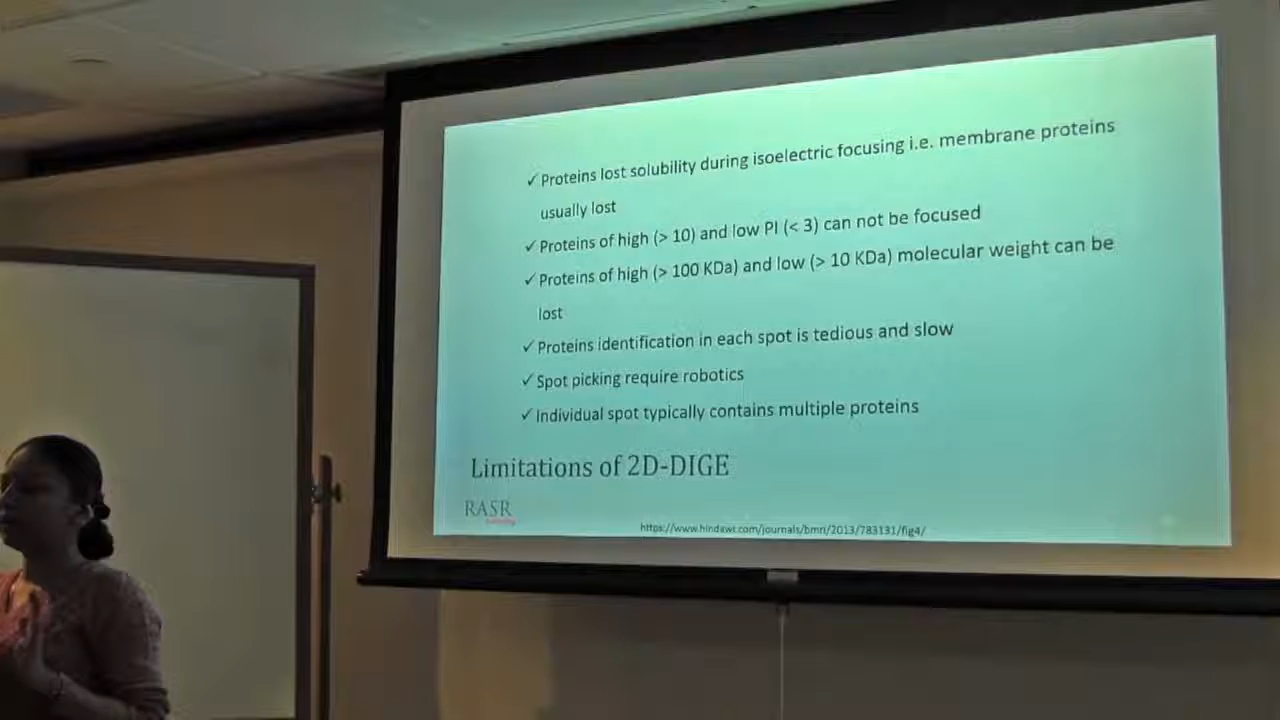 ✓Proteins lost solubility during isoelectric focusing i.e. membrane proteins
usually lost
✓Proteins of high (> 10) and low PI (< 3) can not be focused
✓Proteins of high (> 100 KDa) and low (> 10 KDa) molecular weight can be
lost
✓Proteins identification in each spot is tedious and slow
✓Spot picking require robotics
✓Individual spot typically contains multiple proteins
Limitations of 2D-DIGE
RASR
https://www.hindawi.com/journals/bmri/2013/783131/fig4/